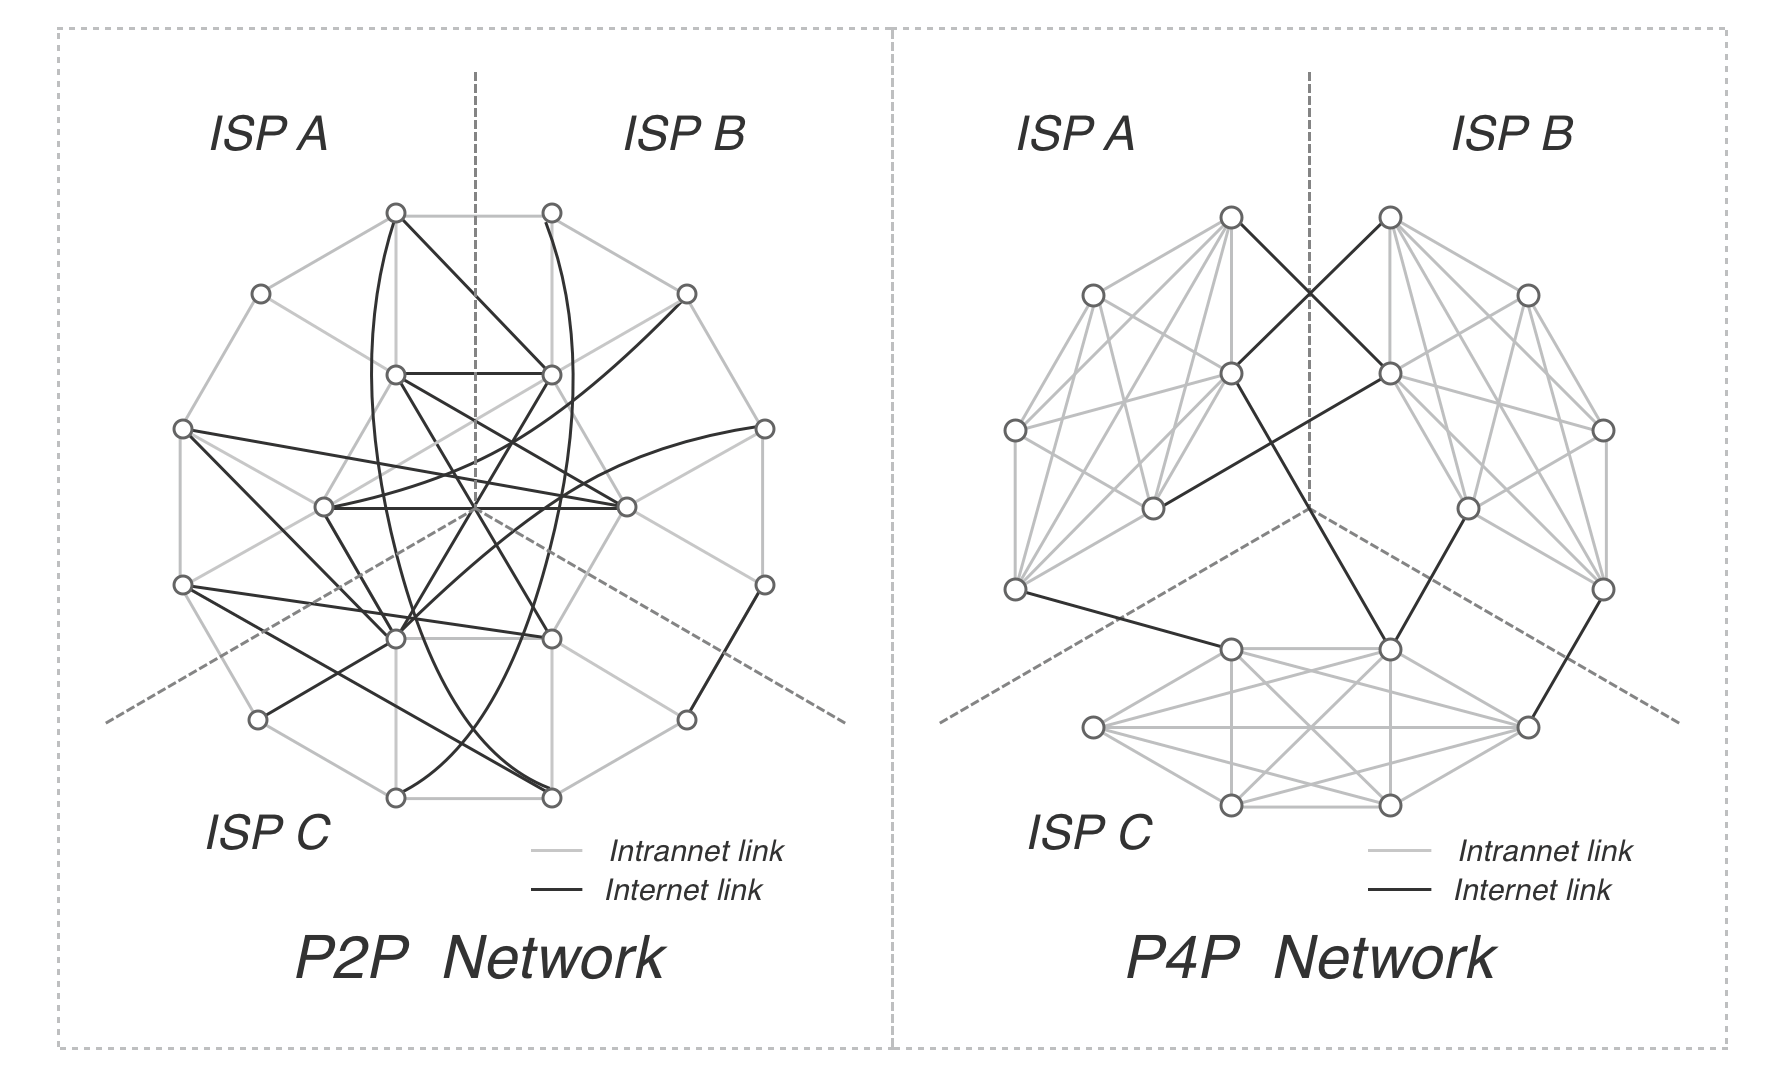 ISP A
ISP B
ISP C
Intrannet link
Internet link
P2P Network
ISP A
ISP B
ISP C
Intrannet link
Internet link
P4P Network